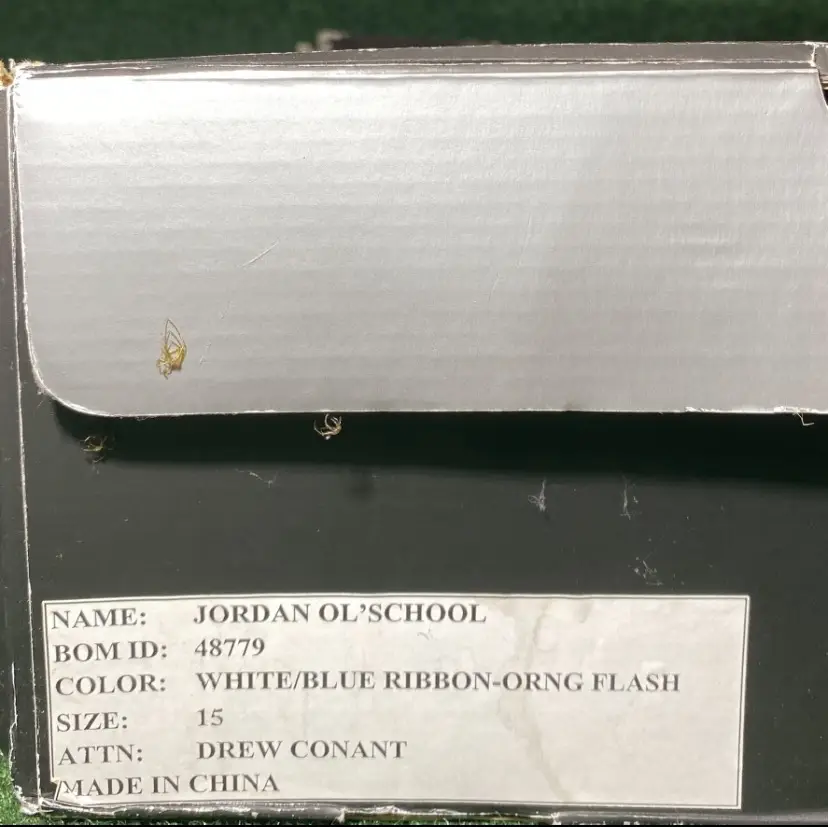 NAME: JORDAN OL'SCHOOL
BOM ID: 48779
COLOR: WHITE/BLUE RIBBON-ORNG FLASH
SIZE: 15
ATTN: DREW CONANT
MADE IN CHINA